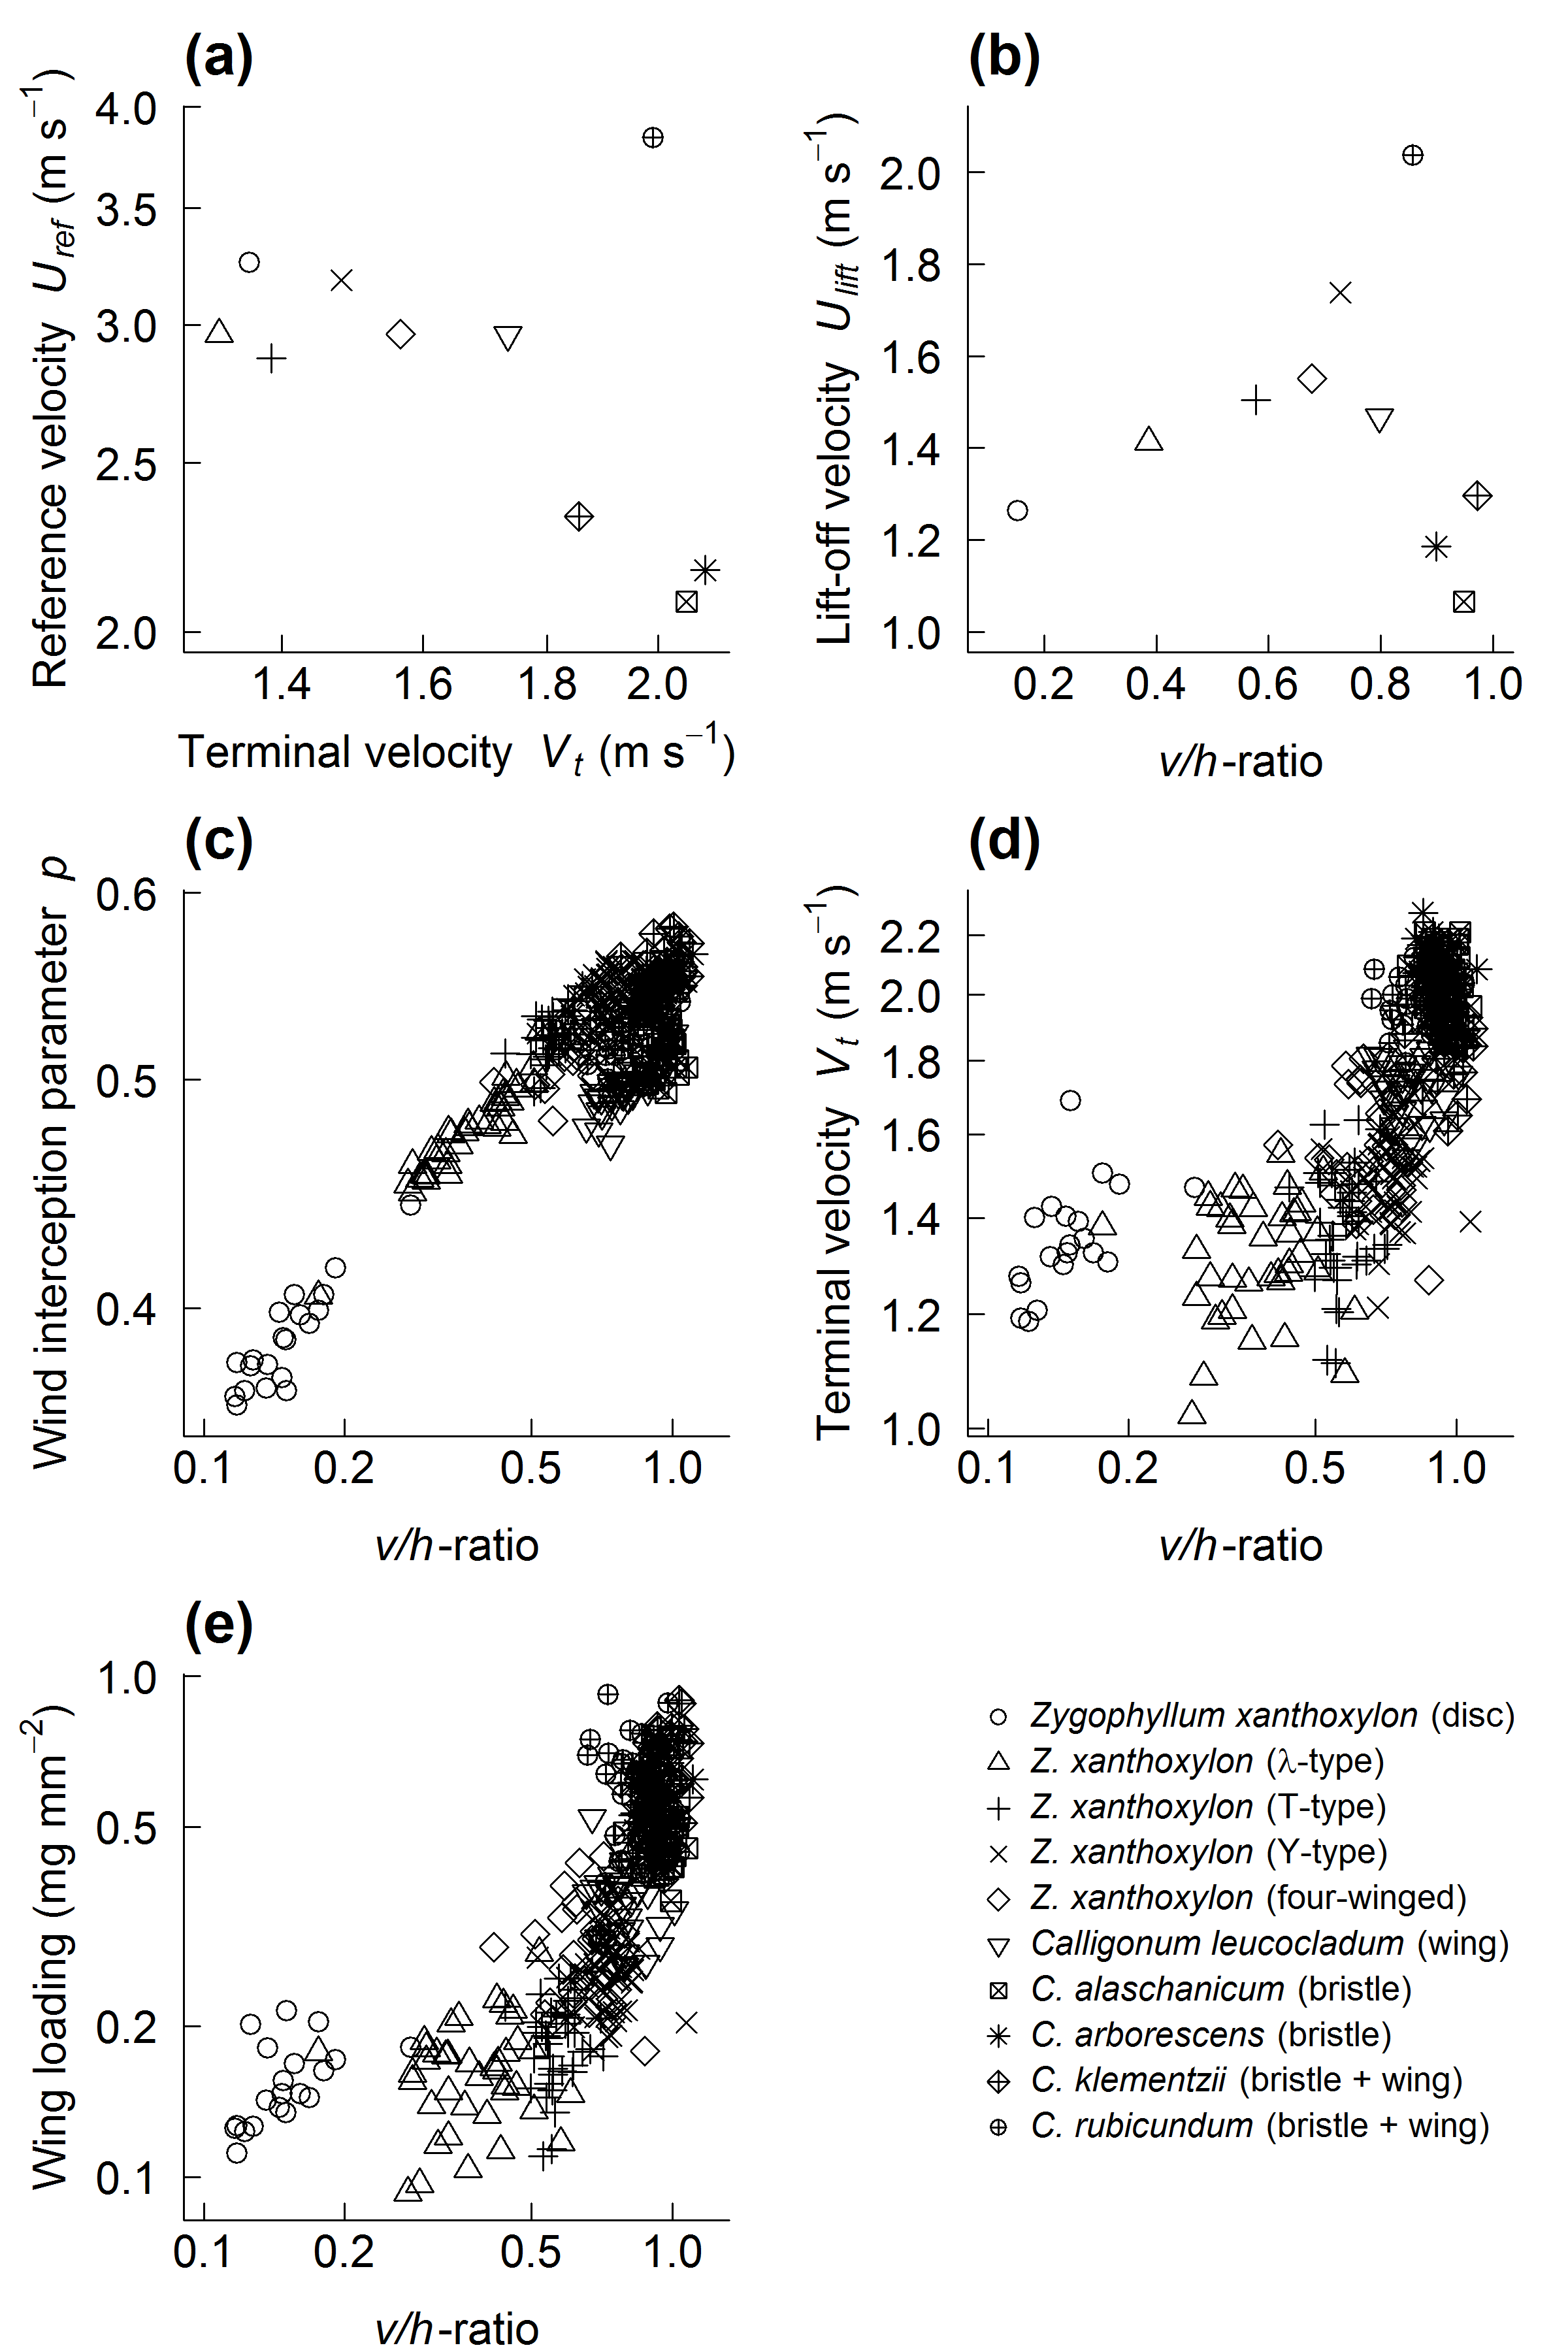 (a)
Reference velocity U ref (m s−1)
4.0
3.5
3.0
2.5
2.0
1.4 1.6 1.8 2.0
Terminal velocity V t (m s−1)
(b)
Lift-off velocity U lift (m s−1)
2.0
1.8
1.6
1.4
1.2
1.0
0.2 0.4 0.6 0.8 1.0
v/h-ratio
(c)
Wind interception parameter p
0.6
0.5
0.4
0.1 0.2 0.5 1.0
v/h-ratio
(d)
Terminal velocity V t (m s−1)
2.2
2.0
1.8
1.6
1.4
1.2
1.0
0.1 0.2 0.5 1.0
v/h-ratio
(e)
Wing loading (mg mm−2)
1.0
0.5
0.2
0.1
0.1 0.2 0.5 1.0
v/h-ratio
Zygophyllum xanthoxylon (disc)
Z. xanthoxylon (λ-type)
Z. xanthoxylon (T-type)
Z. xanthoxylon (Y-type)
Z. xanthoxylon (four-winged)
Calligonum leucocladum (wing)
C. alaschanicum (bristle)
C. arborescens (bristle)
C. klementzii (bristle + wing)
C. rubicundum (bristle + wing)